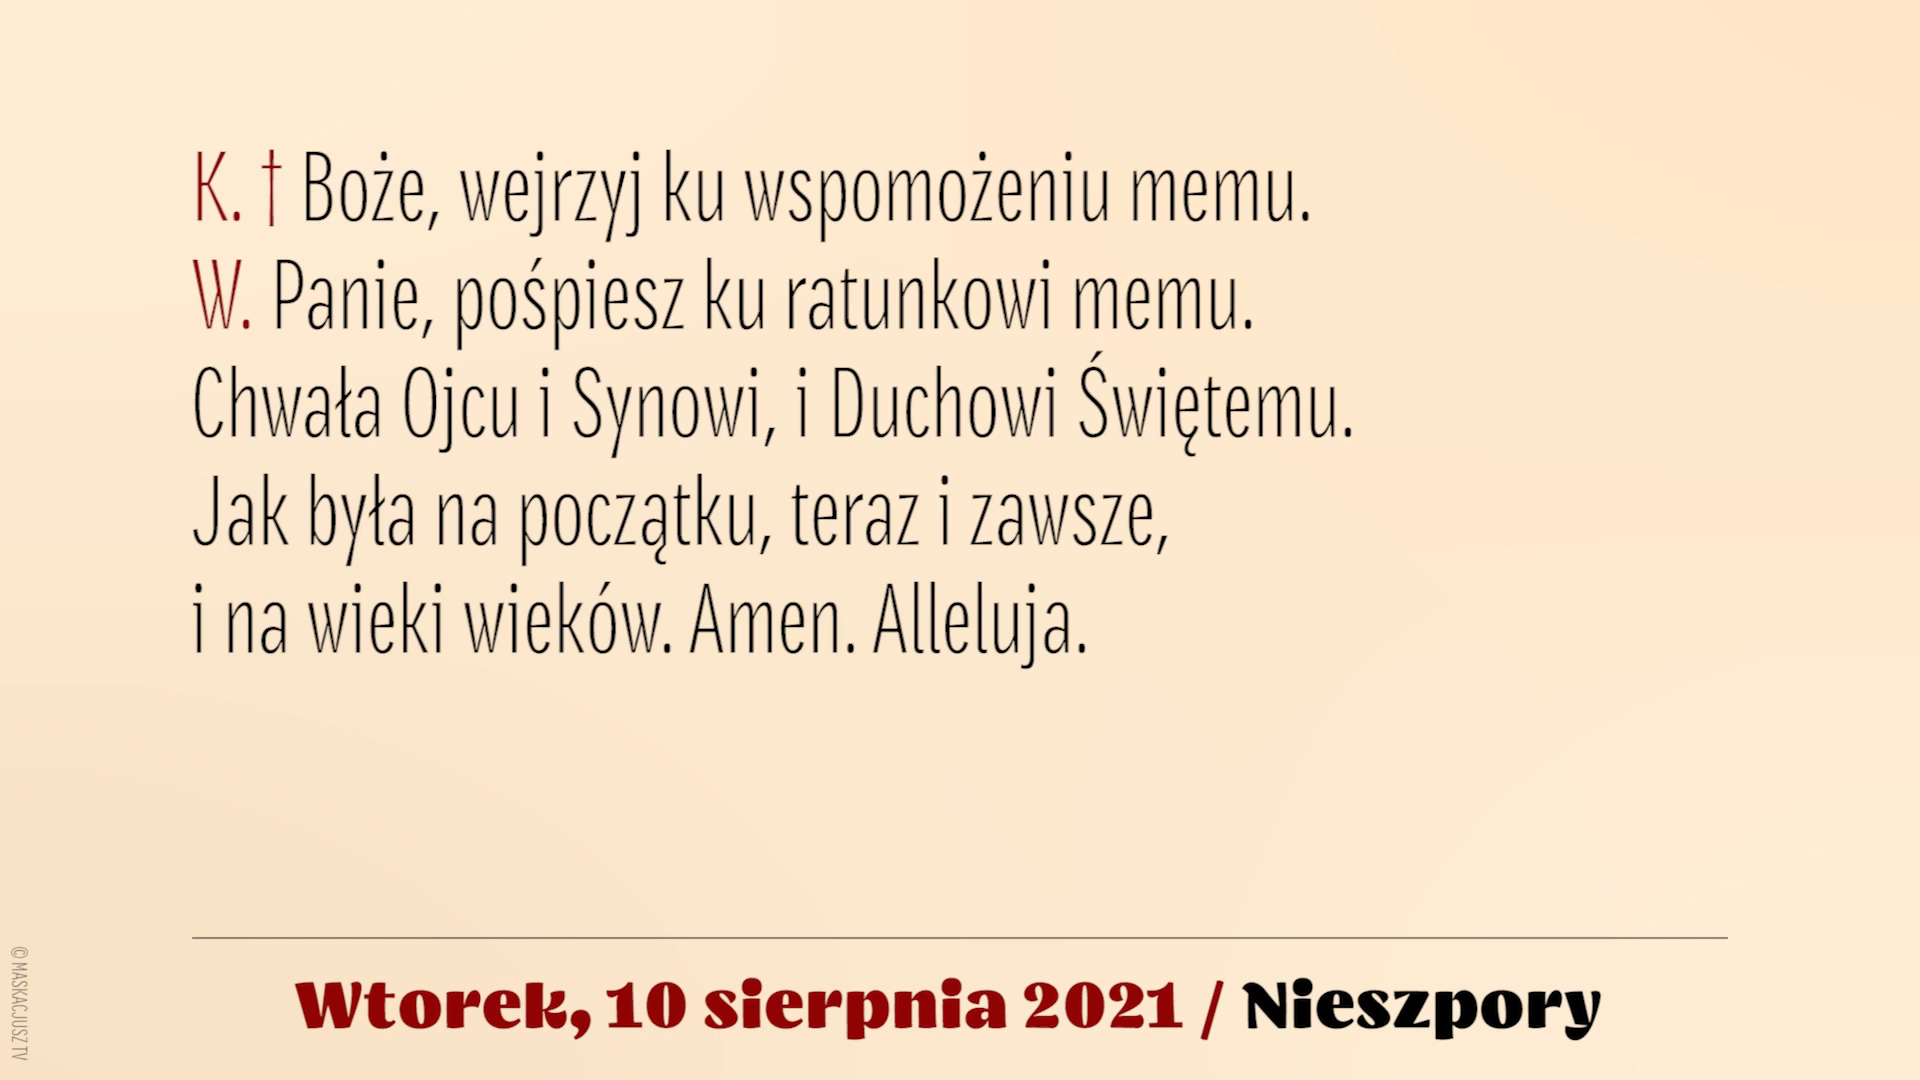 K. † Boże, wejrzyj ku wspomożeniu memu.
W. Panie, pośpiesz ku ratunkowi memu.
Chwała Ojcu i Synowi, i Duchowi Świętemu.
Jak była na początku, teraz i zawsze,
i na wieki wieków. Amen. Alleluja.
Wtorek, 10 sierpnia 2021 / Nieszpory
© MASKACJUSZ TV